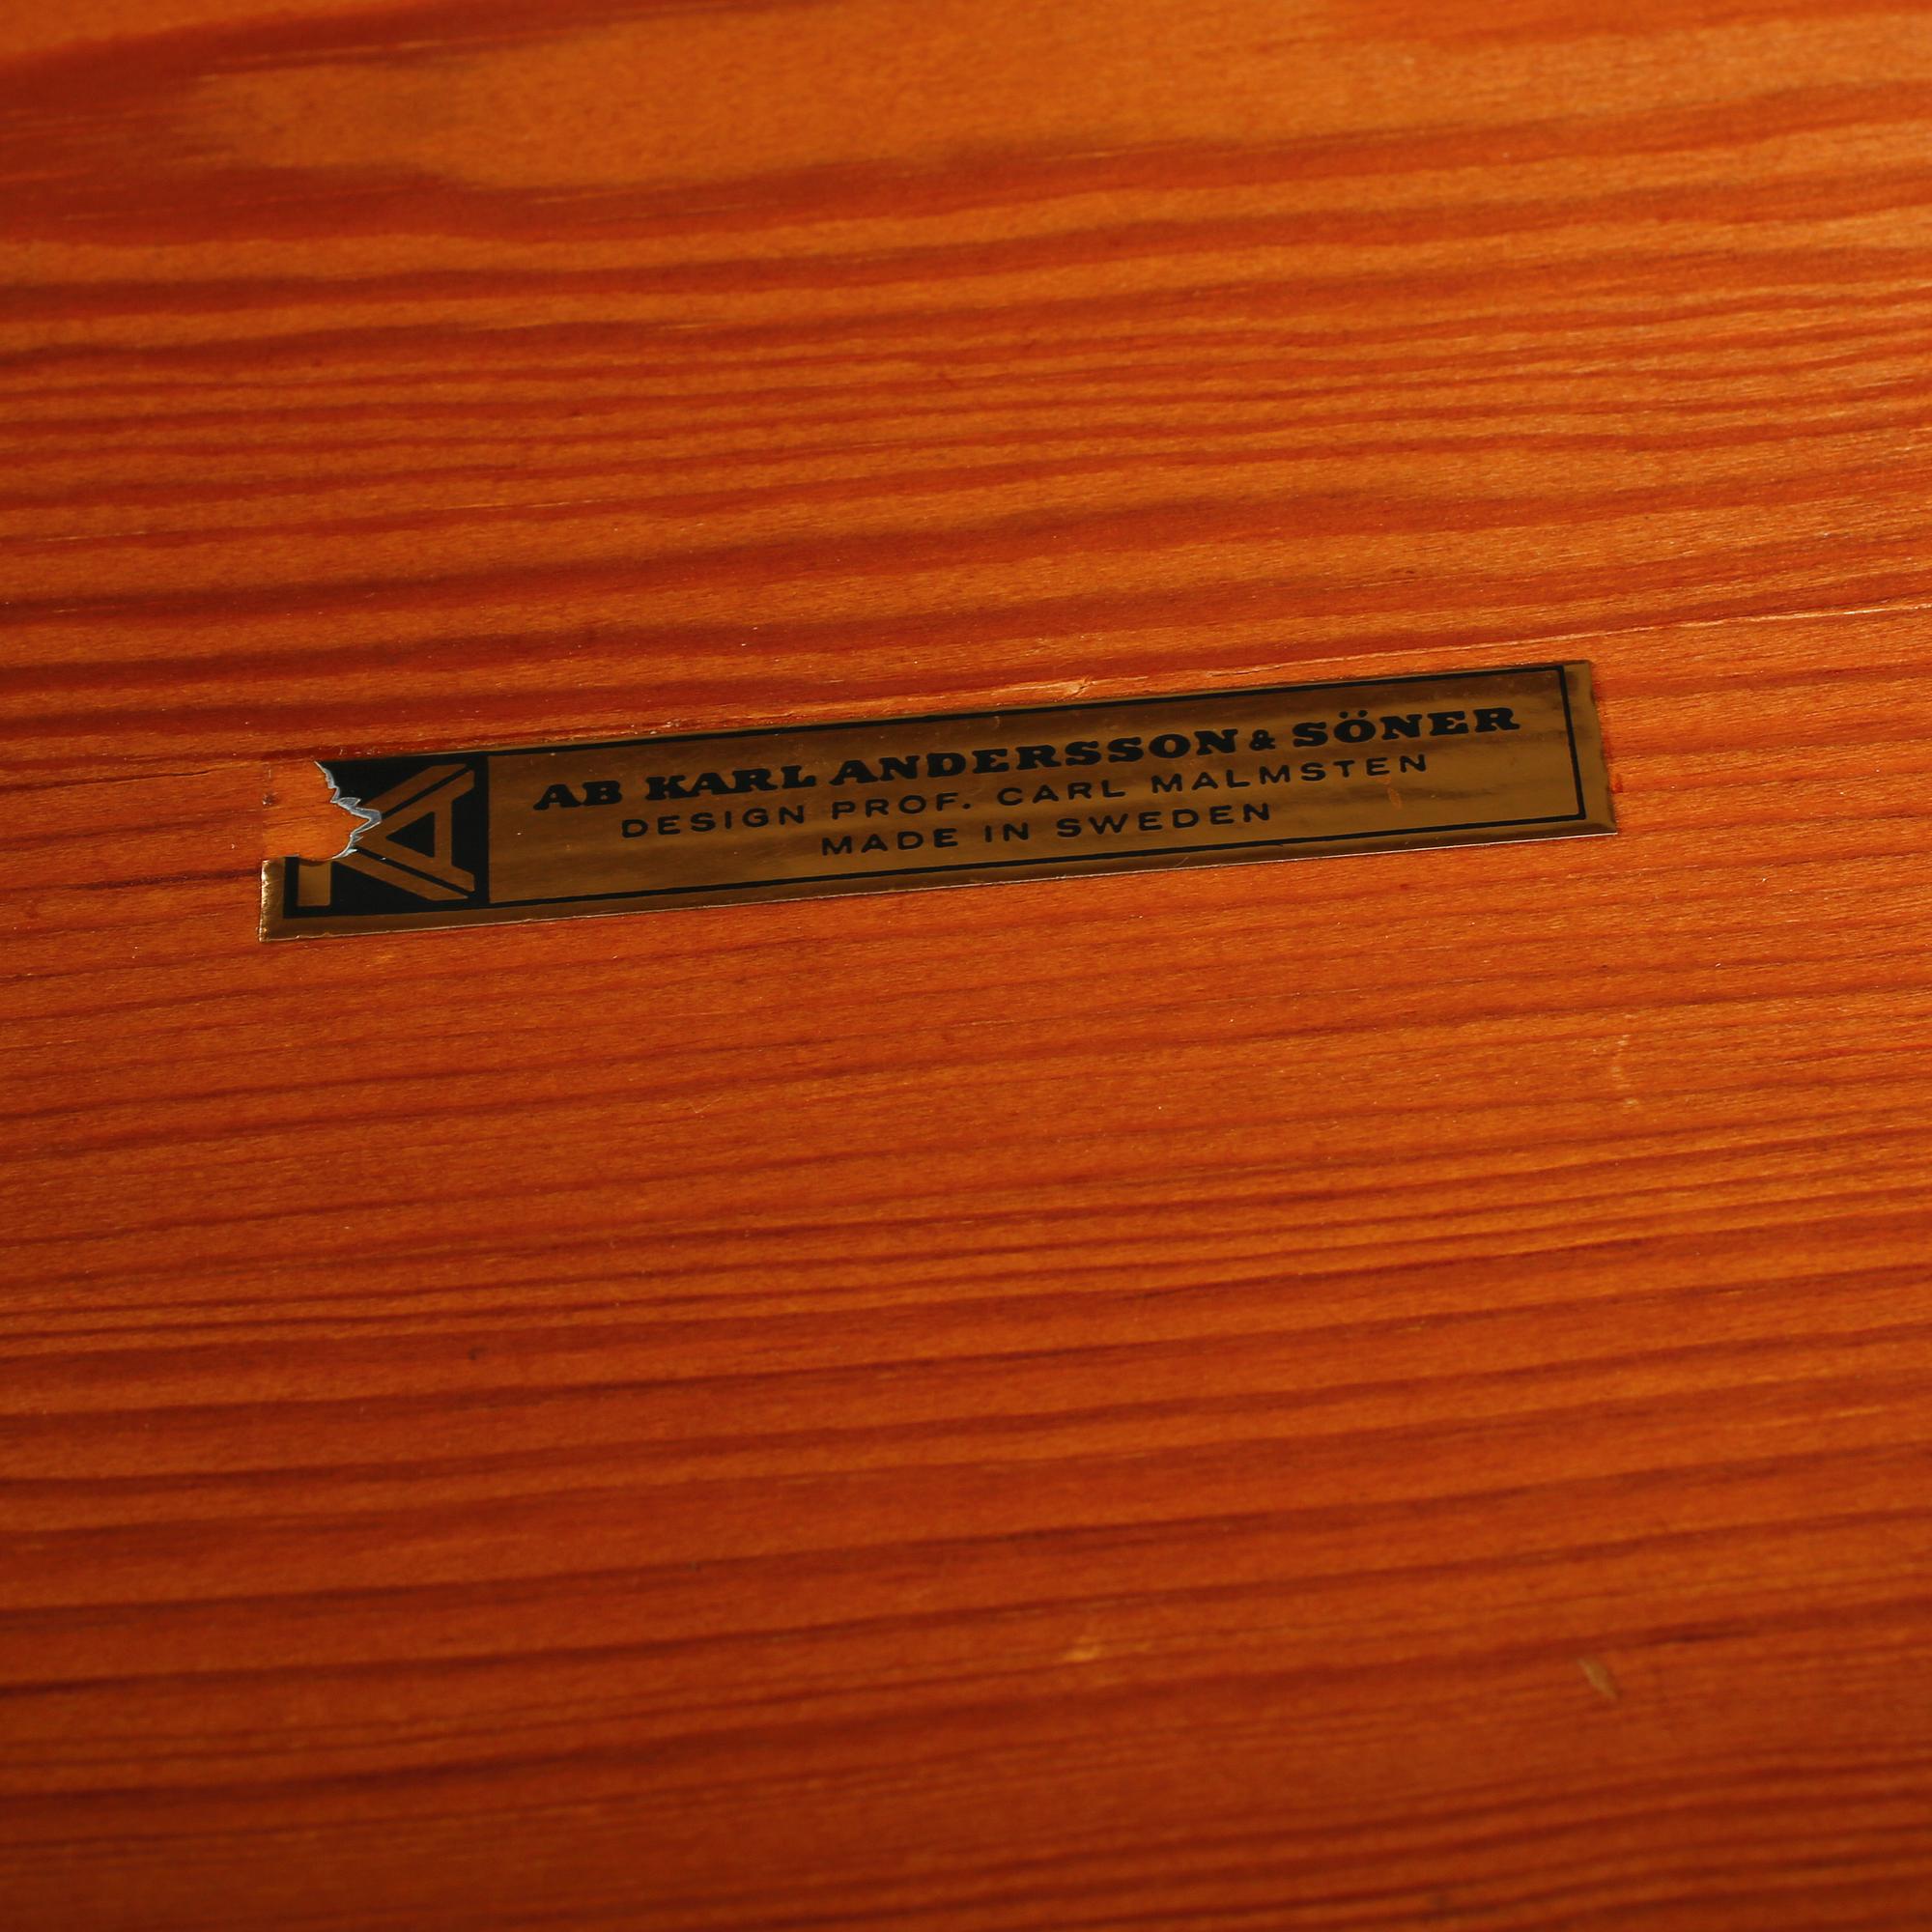 AB KARL ANDERSSON & SÖNER
DESIGN PROF. CARL MALMSTEN
MADE IN SWEDEN